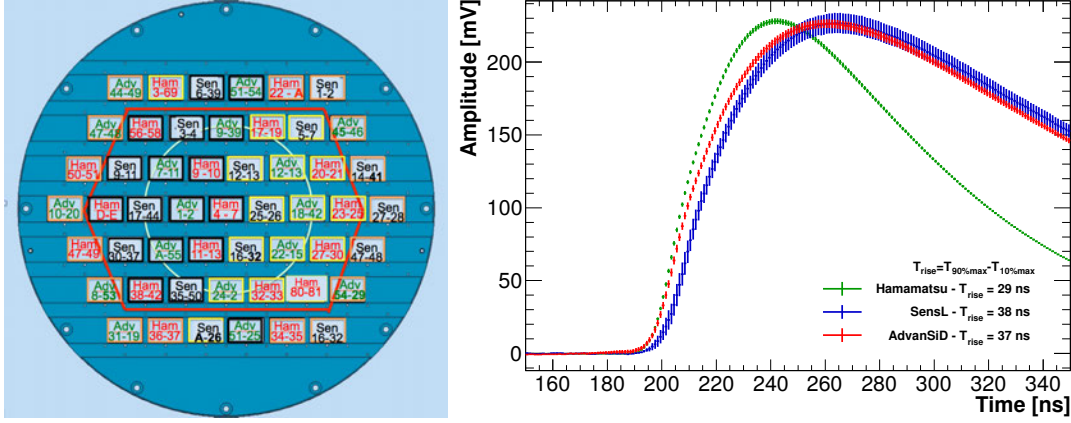 Adv
44-49
Ham
3-69
Sen
6-39
Adv
51-54
Ham
22 - A
Sen
1-2
Adv
47-48
Ham
56-58
Sen
3-4
Adv
9-39
Ham
17-19
Sen
5-7
Adv
45-46
Ham
50-51
Sen
9-11
Adv
7-11
Ham
9 -10
Sen
12-13
Adv
12-13
Ham
20-21
Sen
14-41
Adv
10-20
Ham
D-E
Sen
17-44
Adv
1-2
Ham
4 - 7
Sen
25-26
Adv
18-42
Ham
23-25
Sen
27-28
Ham
47-49
Sen
30-37
Adv
A-55
Ham
11-13
Sen
16-32
Adv
22-15
Ham
27-30
Sen
47-48
Adv
8-53
Ham
38-42
Sen
35-50
Adv
24-2
Ham
32-33
Ham
80-81
Adv
54-29
Adv
31-19
Ham
36-37
Sen
A-26
Adv
51-25
Ham
34-35
Sen
16-32
Amplitude [mV]
200
150
100
50
0
T rise=T 90%max-T 10%max
Hamamatsu - T rise = 29 ns
SensL - T rise = 38 ns
AdvanSiD - T rise = 37 ns
160 180 200 220 240 260 280 300 320 340
Time [ns]